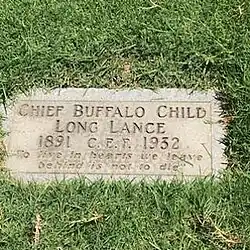 CHIEF BUFFALO CHILD
LONG LANCE
1891 C.E.F. 1932
To live in hearts we leave
behind is not to die